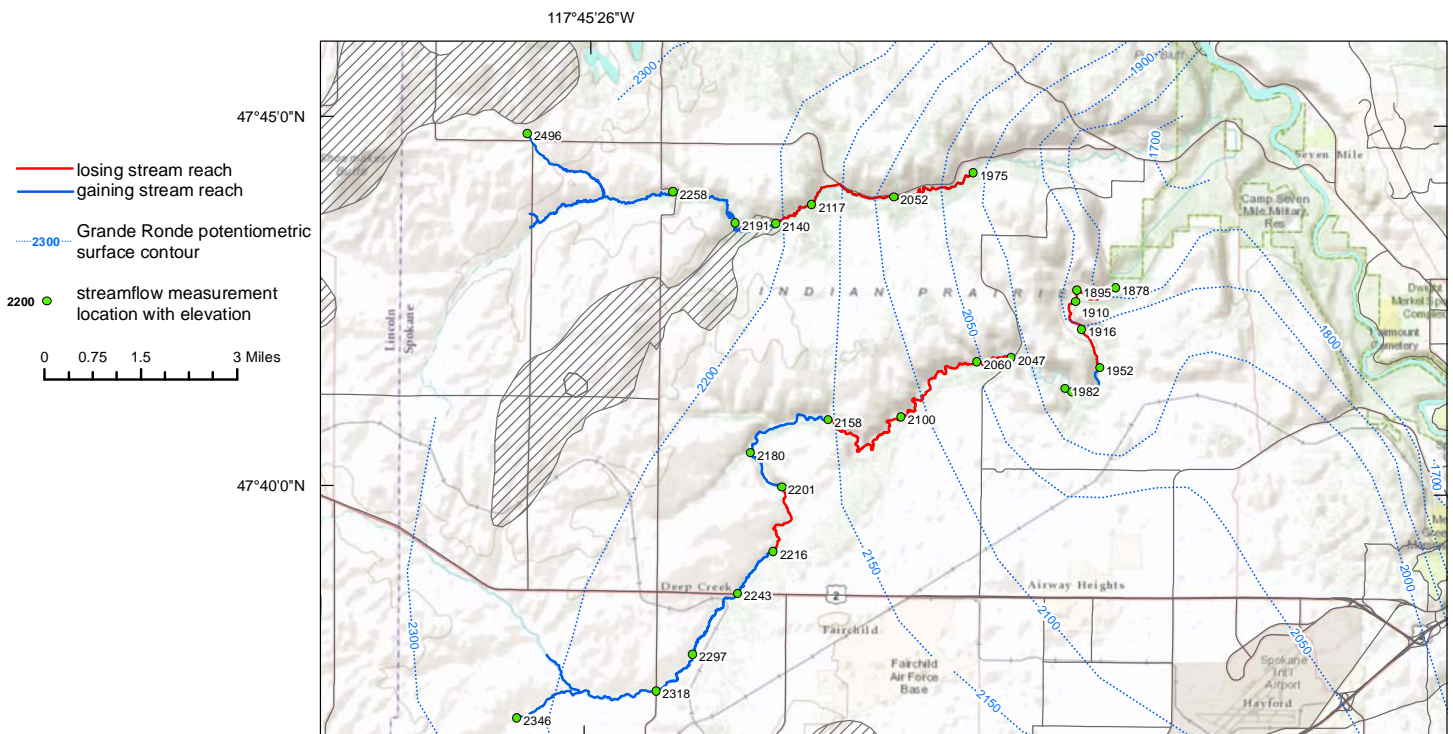 117°45'26"W
47°45'0"N
47°40'0"N
losing stream reach
gaining stream reach
2300
Grande Ronde potentiometric
surface contour
2200
streamflow measurement
location with elevation
0 0.75 1.5 3 Miles
2300
1900
1700
Seven Mile
Camp Seven
Mile Military
Res
2496
2258
2191
2140
2117
2052
1975
INDIAN PRAIRIE
1895
1878
1910
1916
1952
1982
2047
2060
2050
2100
2158
2180
2201
2216
2243
2297
2318
2346
2200
2150
2100
2050
2000
1800
1700
2300
2150
Lincoln
Spokane
Cemetery
Deep Creek
2
Airway Heights
Fairchild
Fairchild
Air Force
Base
Spokane
Int'l
Airport
Hayford